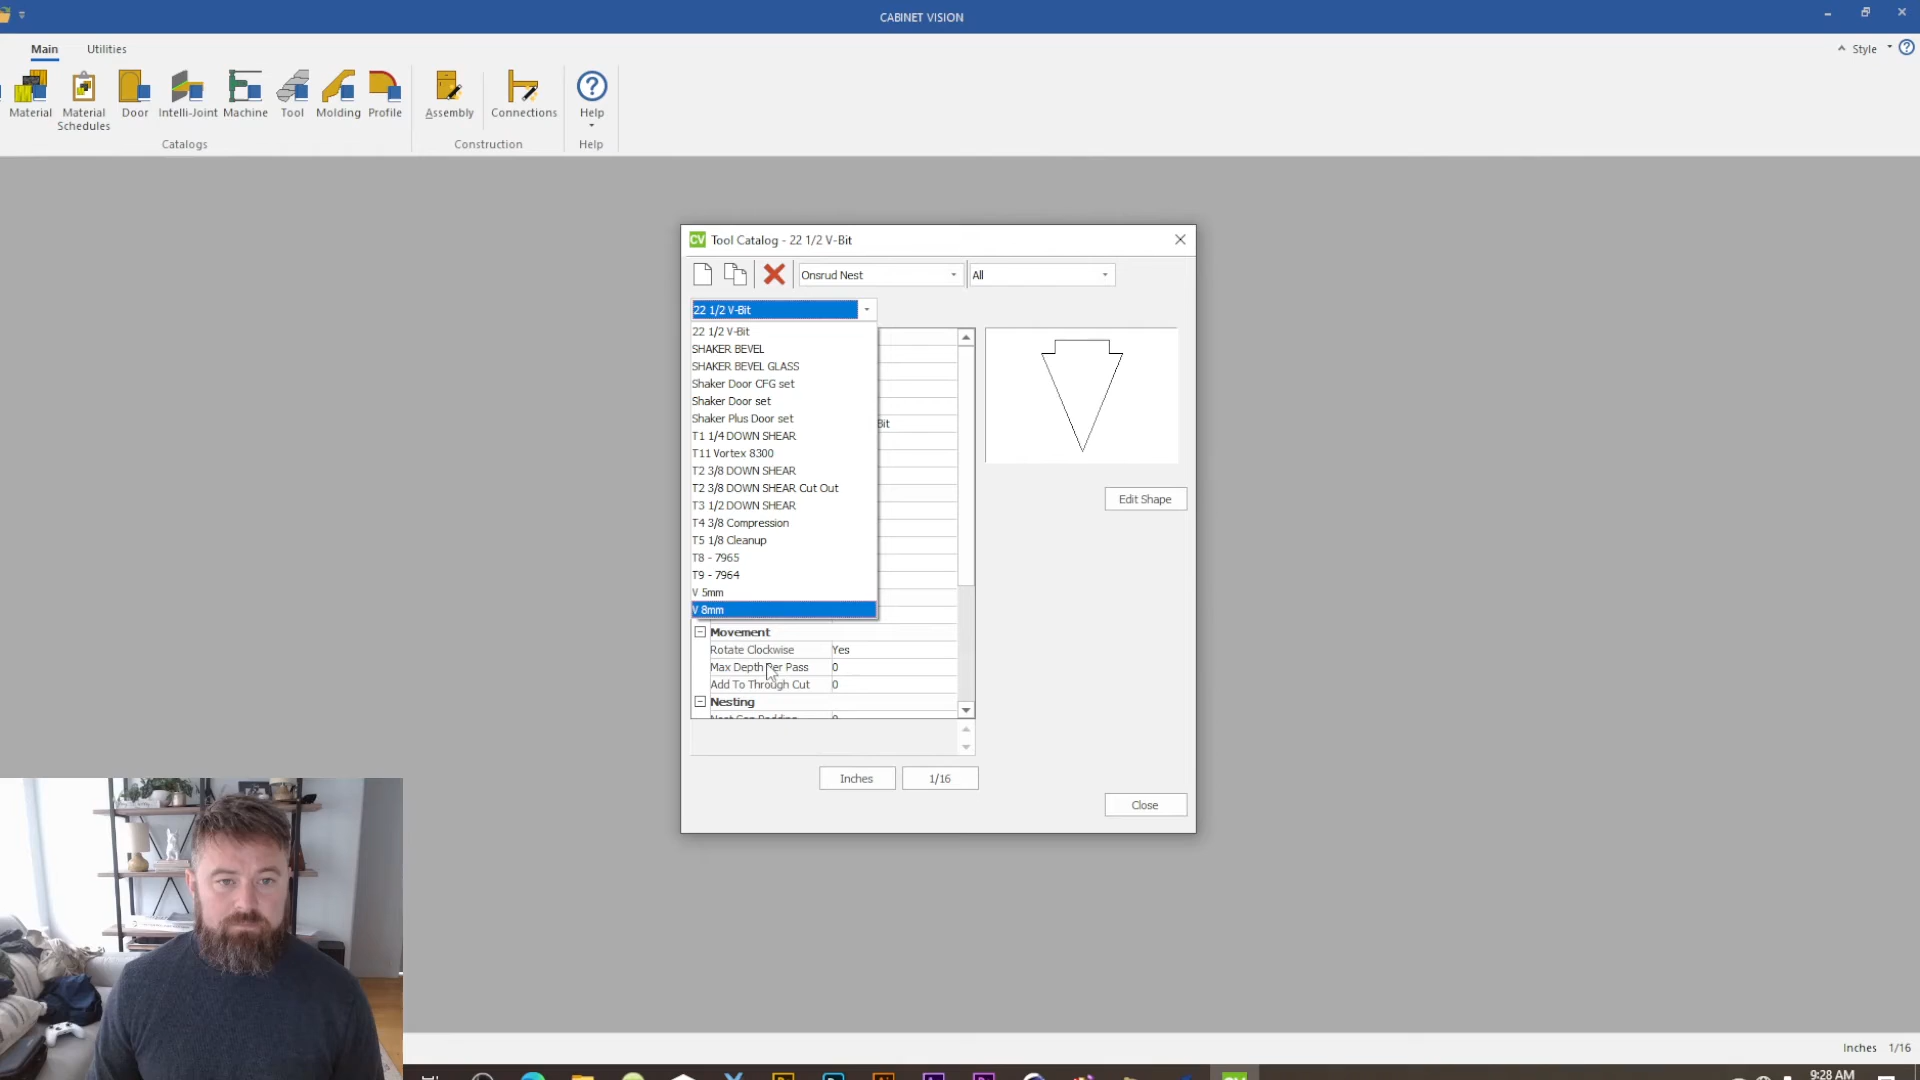 CABINET VISION
Main Utilities
Style
Material Material Schedules Door Intelli-Joint Machine Tool Molding Profile Assembly Connections Help
Catalogs Construction Help
CV Tool Catalog - 22 1/2 V-Bit
Onsrud Nest All
22 1/2 V-Bit
22 1/2 V-Bit
SHAKER BEVEL
SHAKER BEVEL GLASS
Shaker Door CFG set
Shaker Door set
Shaker Plus Door set
Bit
T1 1/4 DOWN SHEAR
T11 Vortex 8300
T2 3/8 DOWN SHEAR
T2 3/8 DOWN SHEAR Cut Out
Edit Shape
T3 1/2 DOWN SHEAR
T4 3/8 Compression
T5 1/8 Cleanup
T8 - 7965
T9 - 7964
V 5mm
V 8mm
Movement
Rotate Clockwise Yes
Max Depth Per Pass 0
Add To Through Cut 0
Nesting
Inches 1/16
Close
Inches 1/16
9:28 AM